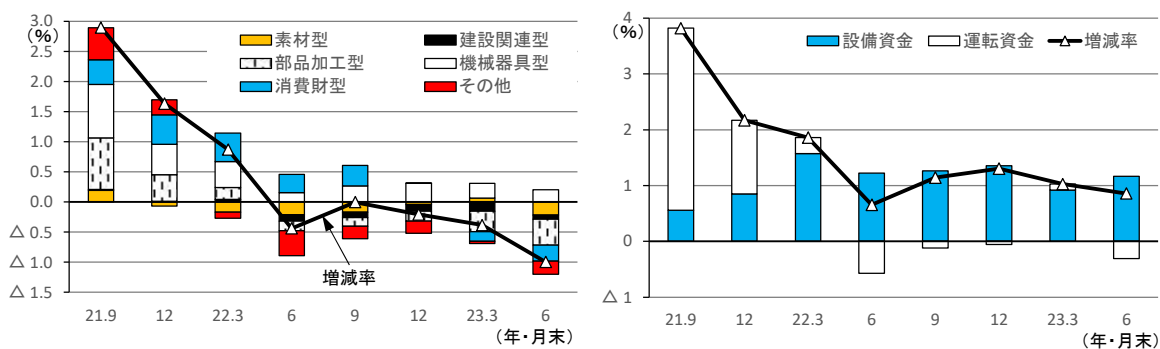 3.0
(%)
2.5
2.0
1.5
1.0
0.5
0.0
△ 0.5
△ 1.0
△ 1.5
素材型
建設関連型
部品加工型
機械器具型
消費財型
その他
増減率
21.9 12 22.3 6 9 12 23.3 6
(年・月末)
4
(%)
3
2
1
0
△ 1
設備資金 運転資金 増減率
21.9 12 22.3 6 9 12 23.3 6
(年・月末)